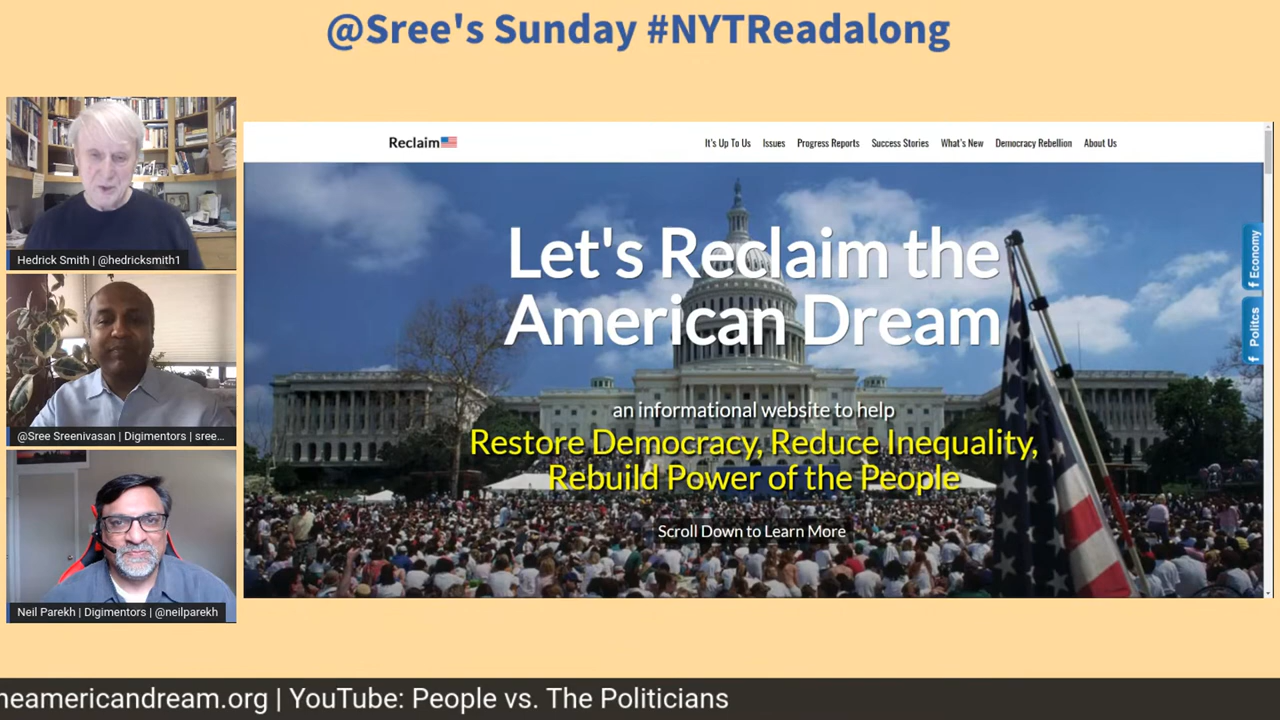 @Sree's Sunday #NYTReadalong
Hedrick Smith | @hedricksmith1
@Sree Sreenivasan | Digimentors | sree...
Neil Parekh | Digimentors | @neilparekh
Reclaim
It's Up To Us Issues Progress Reports Success Stories What's New Democracy Rebellion About Us
Let's Reclaim the
American Dream
an informational website to help
Restore Democracy, Reduce Inequality,
Rebuild Power of the People
Scroll Down to Learn More
f Economy
f Politcs
heamericandream.org | YouTube: People vs. The Politicians